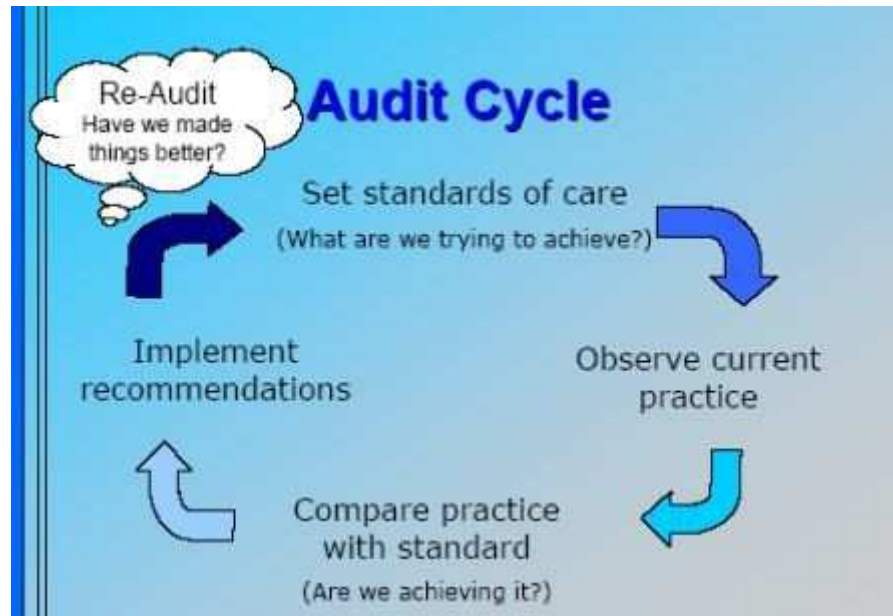 Re-Audit
Have we made
things better?
Audit Cycle
Set standards of care
(What are we trying to achieve?)
Observe current
practice
Compare practice
with standard
(Are we achieving it?)
Implement
recommendations